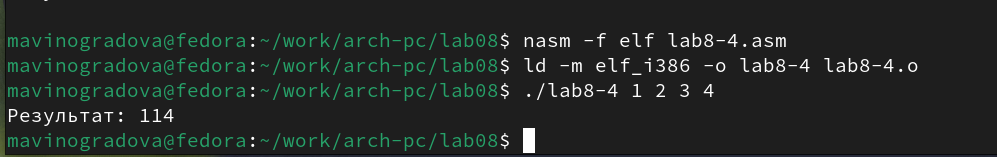 mavinogradova@fedora:~/work/arch-pc/lab08$ nasm -f elf lab8-4.asm
mavinogradova@fedora:~/work/arch-pc/lab08$ ld -m elf_i386 -o lab8-4 lab8-4.o
mavinogradova@fedora:~/work/arch-pc/lab08$ ./lab8-4 1 2 3 4
Результат: 114
mavinogradova@fedora:~/work/arch-pc/lab08$